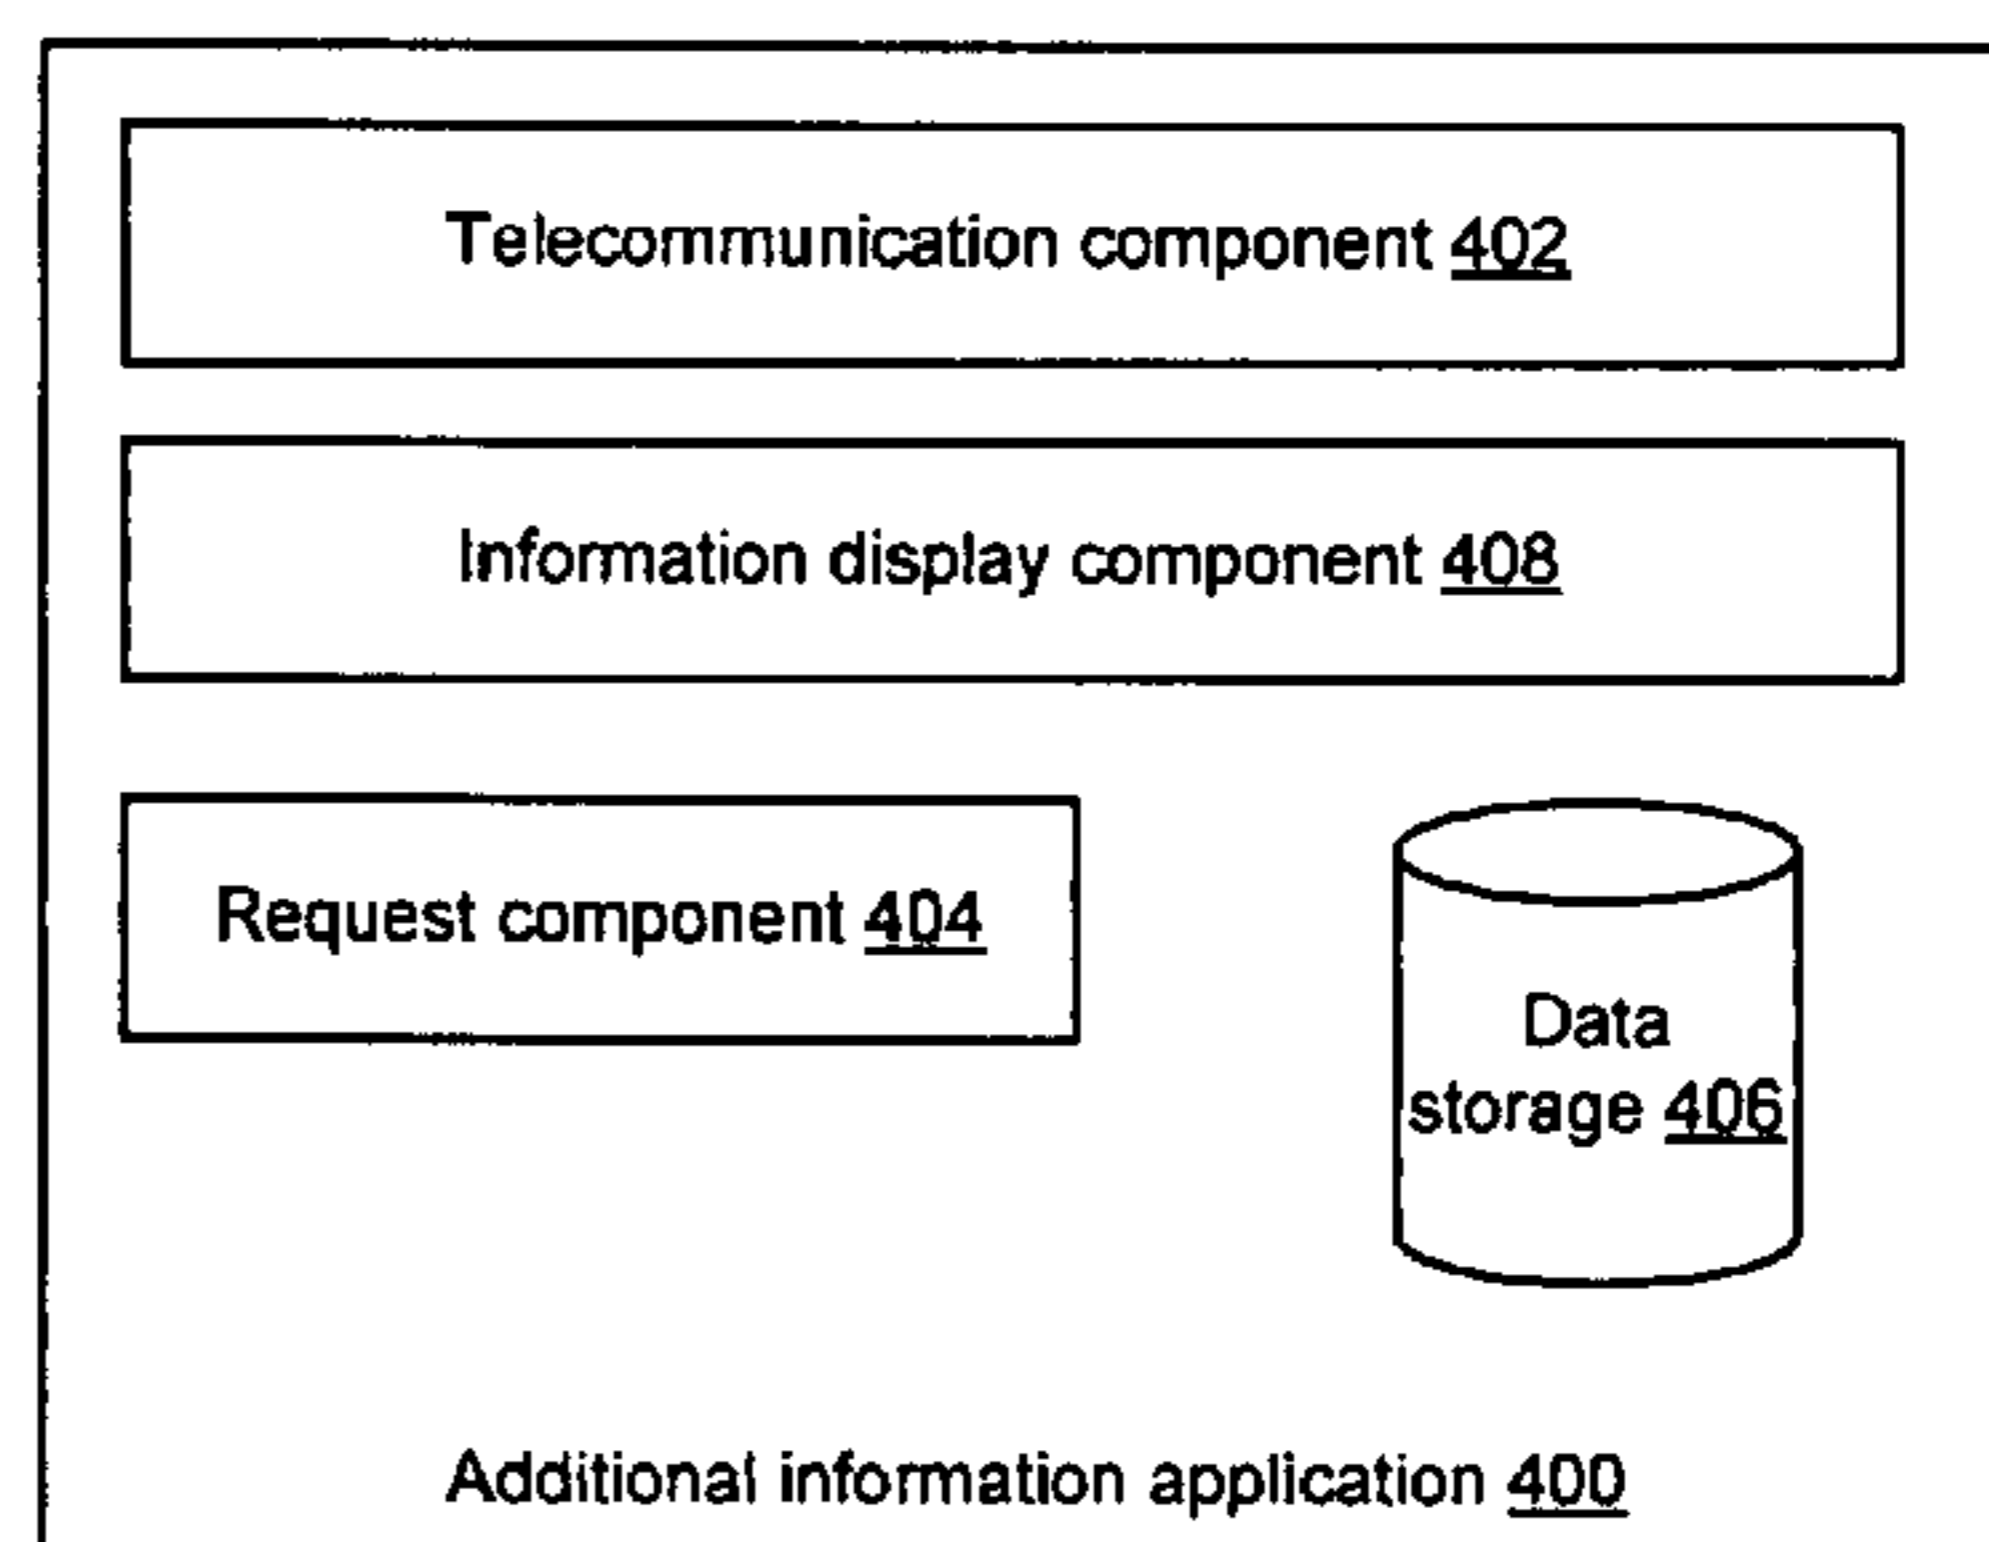 Telecommunication component 402
Information display component 408
Request component 404
Data
storage 406
Additional information application 400